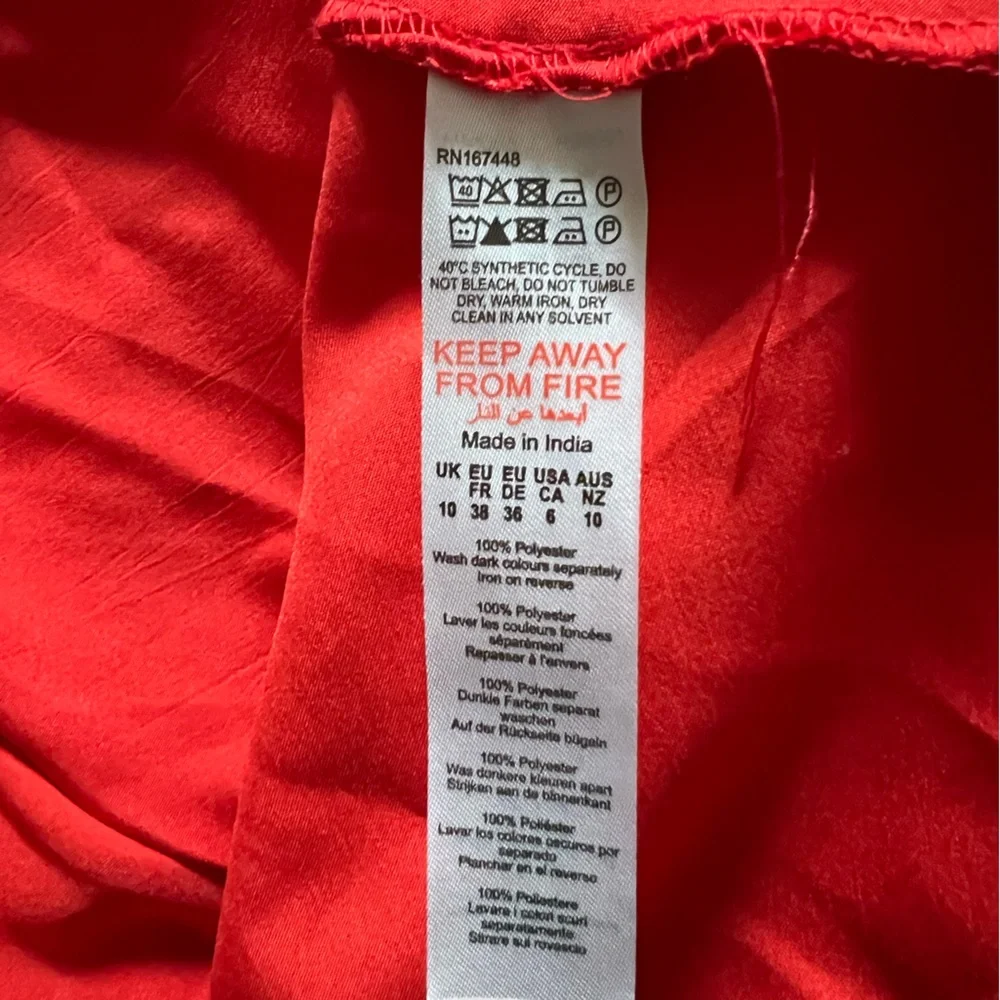 RN167448
40
P
P
40°C SYNTHETIC CYCLE, DO
NOT BLEACH, DO NOT TUMBLE
DRY, WARM IRON, DRY
CLEAN IN ANY SOLVENT
KEEP AWAY
FROM FIRE
أبعدها عن النار
Made in India
UK EU EU USA AUS
FR DE CA NZ
10 38 36 6 10
100% Polyester
Wash dark colours separately
Iron on reverse
100% Polyester
Laver les couleurs foncées
séparément
Repasser à l'envers
100% Polyester
Dunkle Farben separat
waschen
Auf der Rückseite bügeln
100% Polyester
Was donkere kleuren apart
Strijken aan de binnenkant
100% Poliéster
Lavar los colores oscuros por
separado
Planchar en el reverso
100% Poliestere
Lavare i colori scuri
separatamente
Stirare sul rovescio